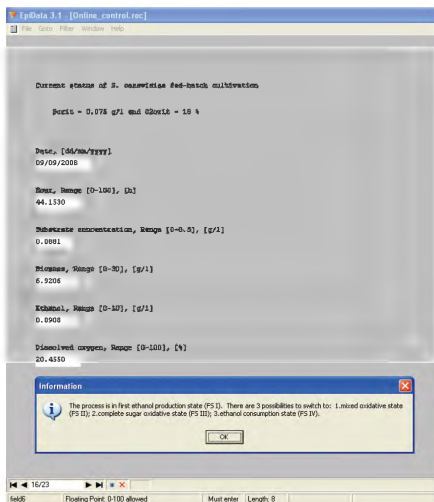 EpiData 3.1 - [Online_control.rec]
File Goto Filter Window Help
Current status of S. cerevisiae fed-batch cultivation
Scrit = 0.075 g/l and O2crit = 18 %
Date, [dd/mm/yyyy]
09/09/2008
Hour, Range [0-100], [h]
44.1530
Substrate concentration, Range [0-0.5], [g/l]
0.0881
Biomass, Range [0-30], [g/l]
6.9206
Ethanol, Range [0-10], [g/l]
0.8908
Dissolved oxygen, Range [0-100], [%]
20.4550
Information
The process is in first ethanol production state (FS I). There are 3 possibilities to switch to: 1.mixed oxidative state
(FS II); 2.complete sugar oxidative state (FS III); 3.ethanol consumption state (FS IV).
OK
16/23
field6 Floating Point: 0-100 allowed Must enter Length: 8